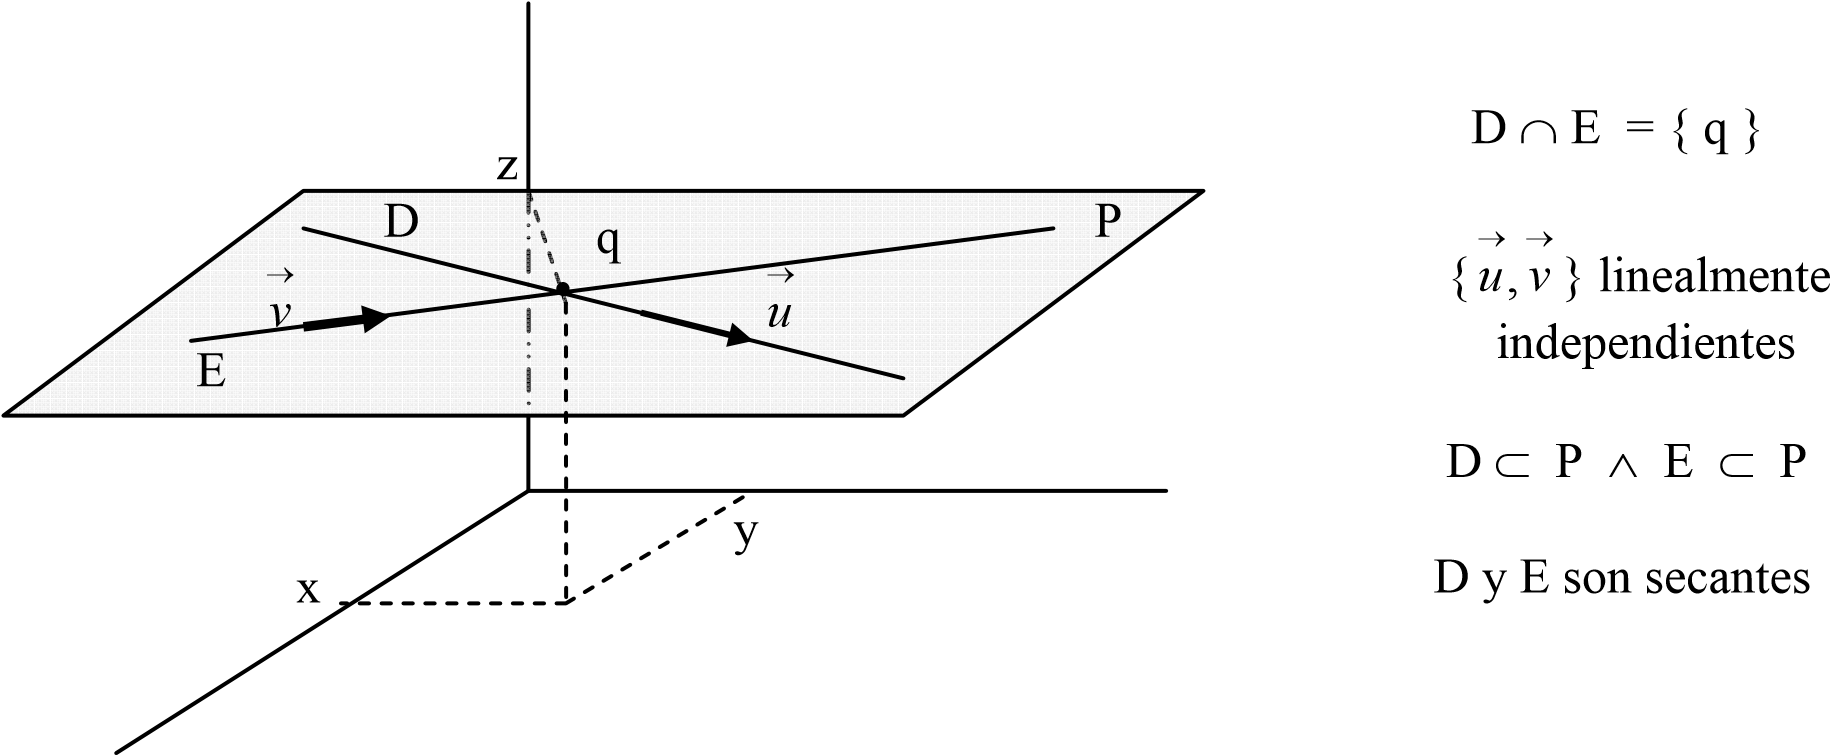 z
D
q
P
v⃗
u⃗
E
y
x
D ∩ E = { q }
{ u⃗, v⃗ } linealmente
independientes
D ⊂ P ∧ E ⊂ P
D y E son secantes